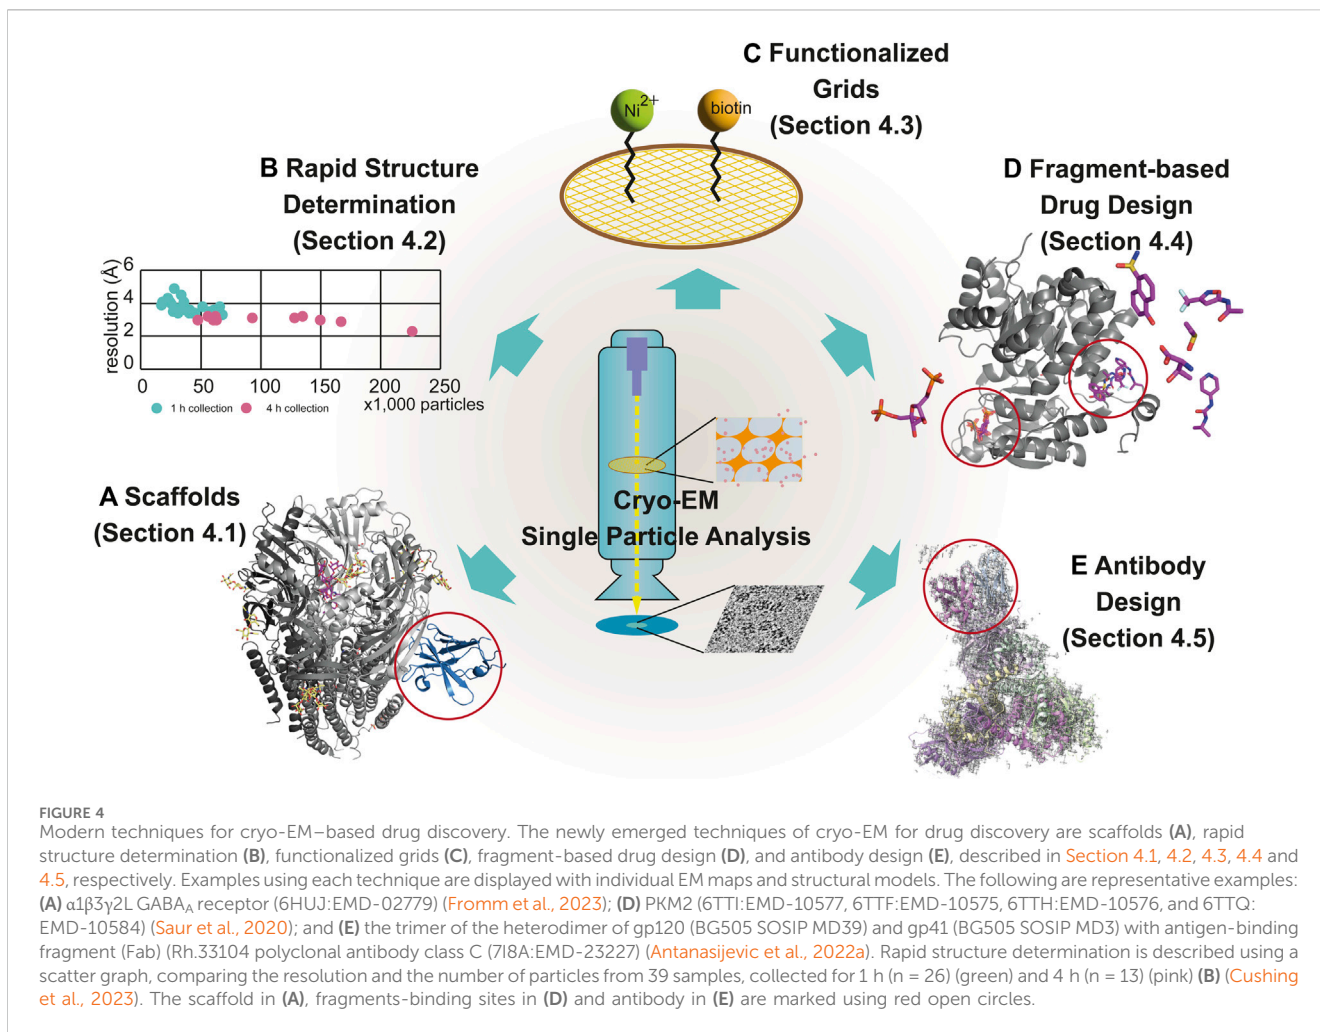 C Functionalized
Grids
(Section 4.3)
Ni2+
biotin
B Rapid Structure
Determination
(Section 4.2)
D Fragment-based
Drug Design
(Section 4.4)
resolution (Å)
6
4
2
0
0 50 100 150 200 250
x1,000 particles
1 h collection 4 h collection
A Scaffolds
(Section 4.1)
Cryo-EM
Single Particle Analysis
E Antibody
Design
(Section 4.5)
FIGURE 4
Modern techniques for cryo-EM–based drug discovery. The newly emerged techniques of cryo-EM for drug discovery are scaffolds (A), rapid
structure determination (B), functionalized grids (C), fragment-based drug design (D), and antibody design (E), described in Section 4.1, 4.2, 4.3, 4.4 and
4.5, respectively. Examples using each technique are displayed with individual EM maps and structural models. The following are representative examples:
(A) α1β3γ2L GABAA receptor (6HUJ:EMD-02779) (Fromm et al., 2023); (D) PKM2 (6TTI:EMD-10577, 6TTF:EMD-10575, 6TTH:EMD-10576, and 6TTQ:
EMD-10584) (Saur et al., 2020); and (E) the trimer of the heterodimer of gp120 (BG505 SOSIP MD39) and gp41 (BG505 SOSIP MD3) with antigen-binding
fragment (Fab) (Rh.33104 polyclonal antibody class C (7I8A:EMD-23227) (Antanasijevic et al., 2022a). Rapid structure determination is described using a
scatter graph, comparing the resolution and the number of particles from 39 samples, collected for 1 h (n = 26) (green) and 4 h (n = 13) (pink) (B) (Cushing
et al., 2023). The scaffold in (A), fragments-binding sites in (D) and antibody in (E) are marked using red open circles.